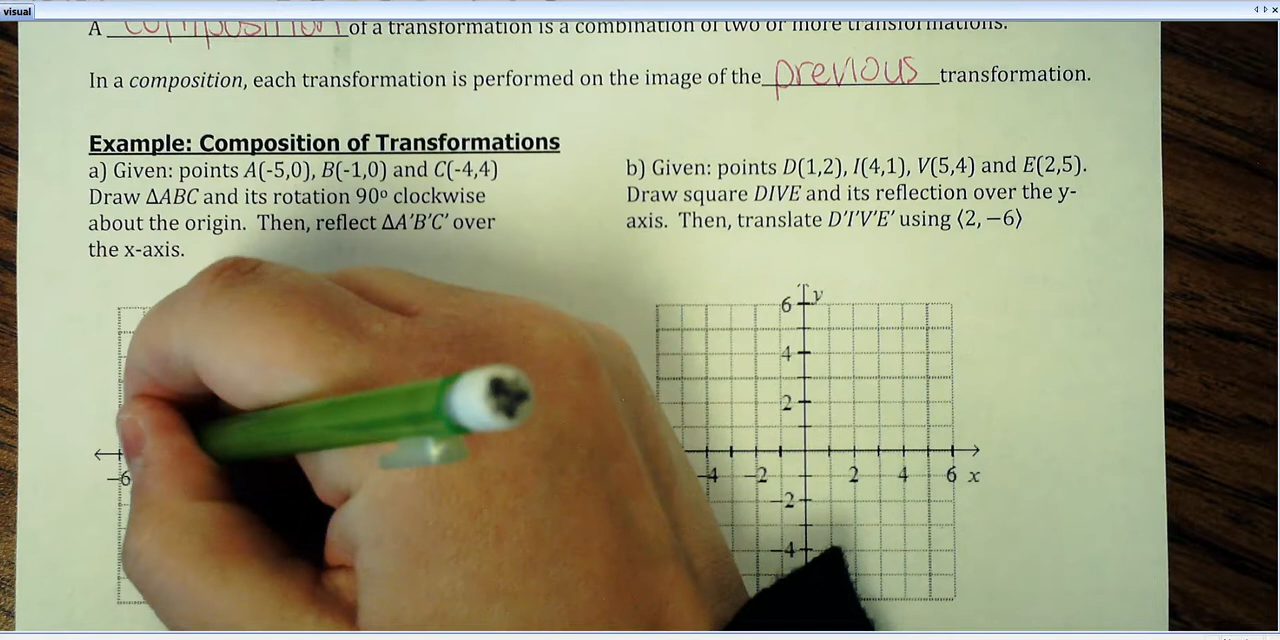 visual
A composition of a transformation is a combination of two or more transformations.
In a composition, each transformation is performed on the image of the previous transformation.
Example: Composition of Transformations
a) Given: points A(-5,0), B(-1,0) and C(-4,4)
Draw ΔABC and its rotation 90° clockwise
about the origin. Then, reflect ΔA'B'C' over
the x-axis.
b) Given: points D(1,2), I(4,1), V(5,4) and E(2,5).
Draw square DIVE and its reflection over the y-
axis. Then, translate D'I'V'E' using ⟨2, −6⟩
-6
y
6
4
2
-4 -2 2 4 6 x
-2
-4